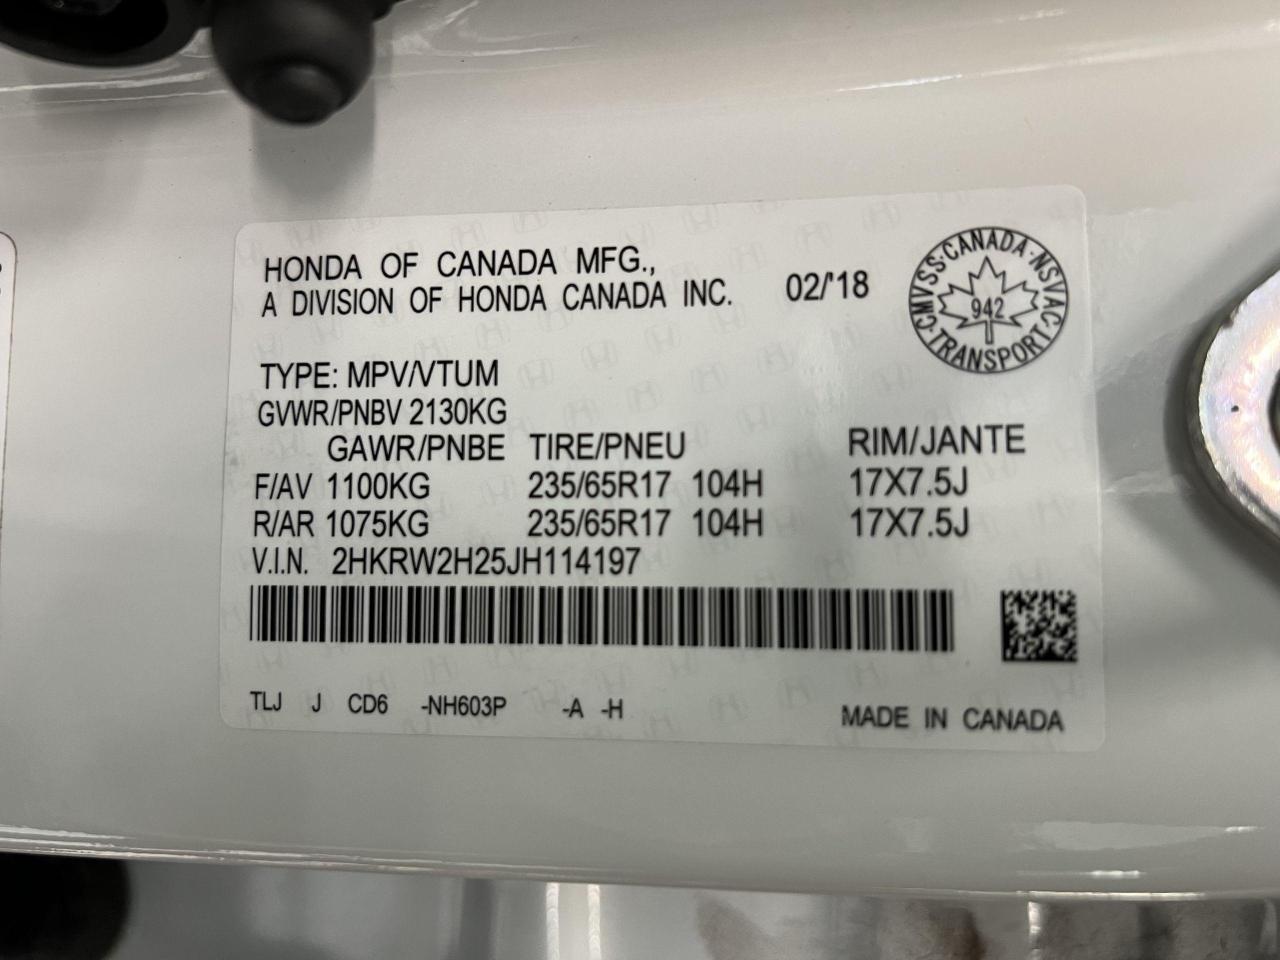 HONDA OF CANADA MFG.,
A DIVISION OF HONDA CANADA INC. 02/'18
CMVSS·CANADA·NSVAC·TRANSPORT·
942
TYPE: MPV/VTUM
GVWR/PNBV 2130KG
GAWR/PNBE TIRE/PNEU RIM/JANTE
F/AV 1100KG 235/65R17 104H 17X7.5J
R/AR 1075KG 235/65R17 104H 17X7.5J
V.I.N. 2HKRW2H25JH114197
TLJ J CD6 -NH603P -A -H
MADE IN CANADA